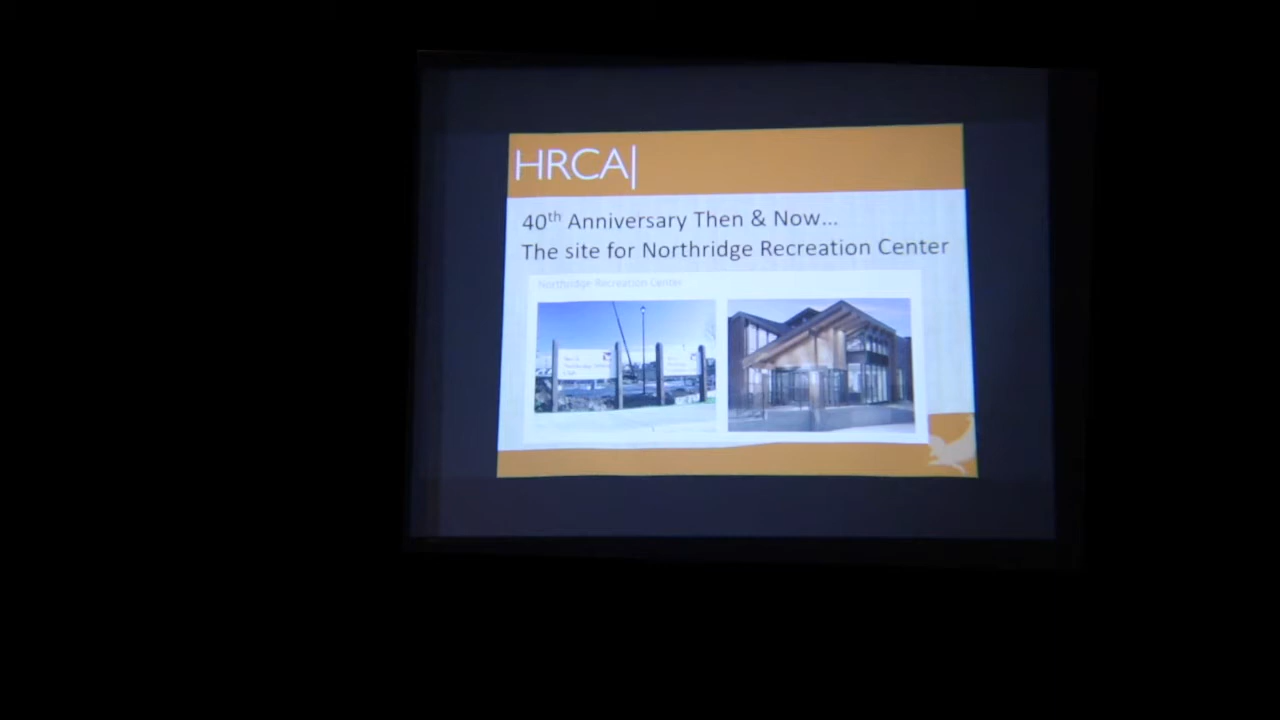 HRCA|
40th Anniversary Then & Now...
The site for Northridge Recreation Center
Northridge Recreation Center